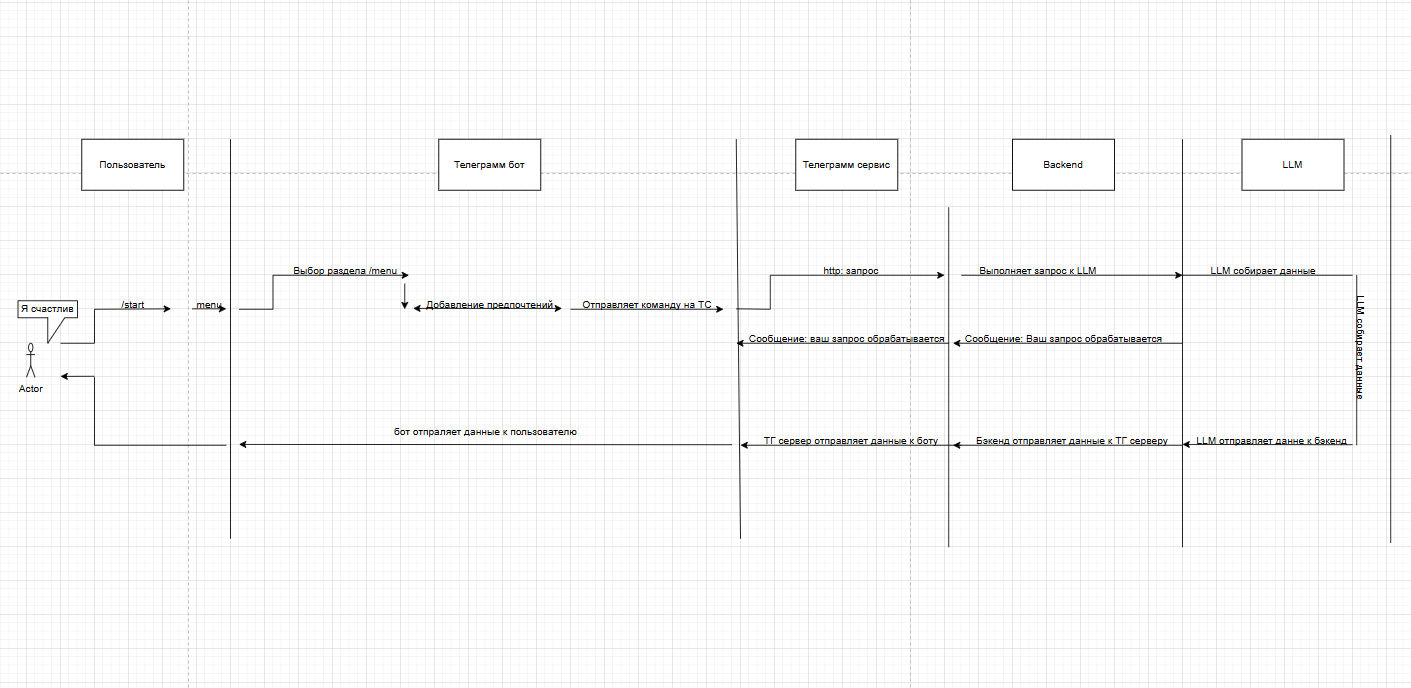 Пользователь
Телеграмм бот
Телеграмм сервис
Backend
LLM
Выбор раздела /menu
http: запрос
Выполняет запрос к LLM
LLM собирает данные
Я счастлив
/start
menu
Добавление предпочтений
Отправляет команду на ТС
LLM собирает данные
Сообщение: ваш запрос обрабатывается
Сообщение: Ваш запрос обрабатывается
Actor
бот отпраляет данные к пользователю
ТГ сервер отправляет данные к боту
Бэкенд отправляет данные к ТГ серверу
LLM отправляет данне к бэкенд